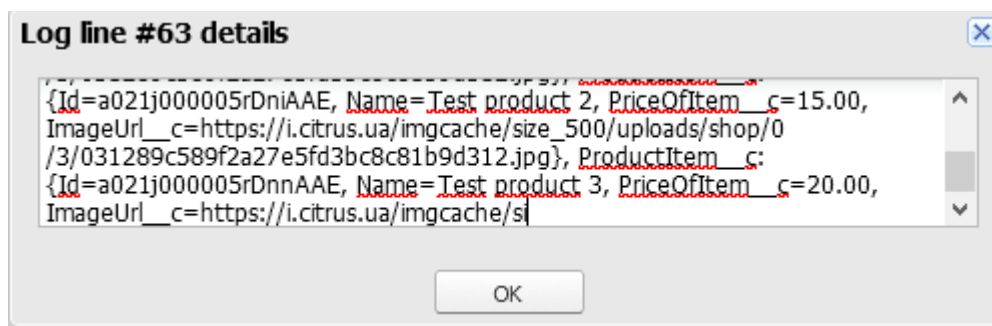 Log line #63 details
{Id=a021j000005rDniAAE, Name=Test product 2, PriceOfItem__c=15.00,
ImageUrl__c=https://i.citrus.ua/imgcache/size_500/uploads/shop/0
/3/031289c589f2a27e5fd3bc8c81b9d312.jpg}, ProductItem__c:
{Id=a021j000005rDnnAAE, Name=Test product 3, PriceOfItem__c=20.00,
ImageUrl__c=https://i.citrus.ua/imgcache/si
OK